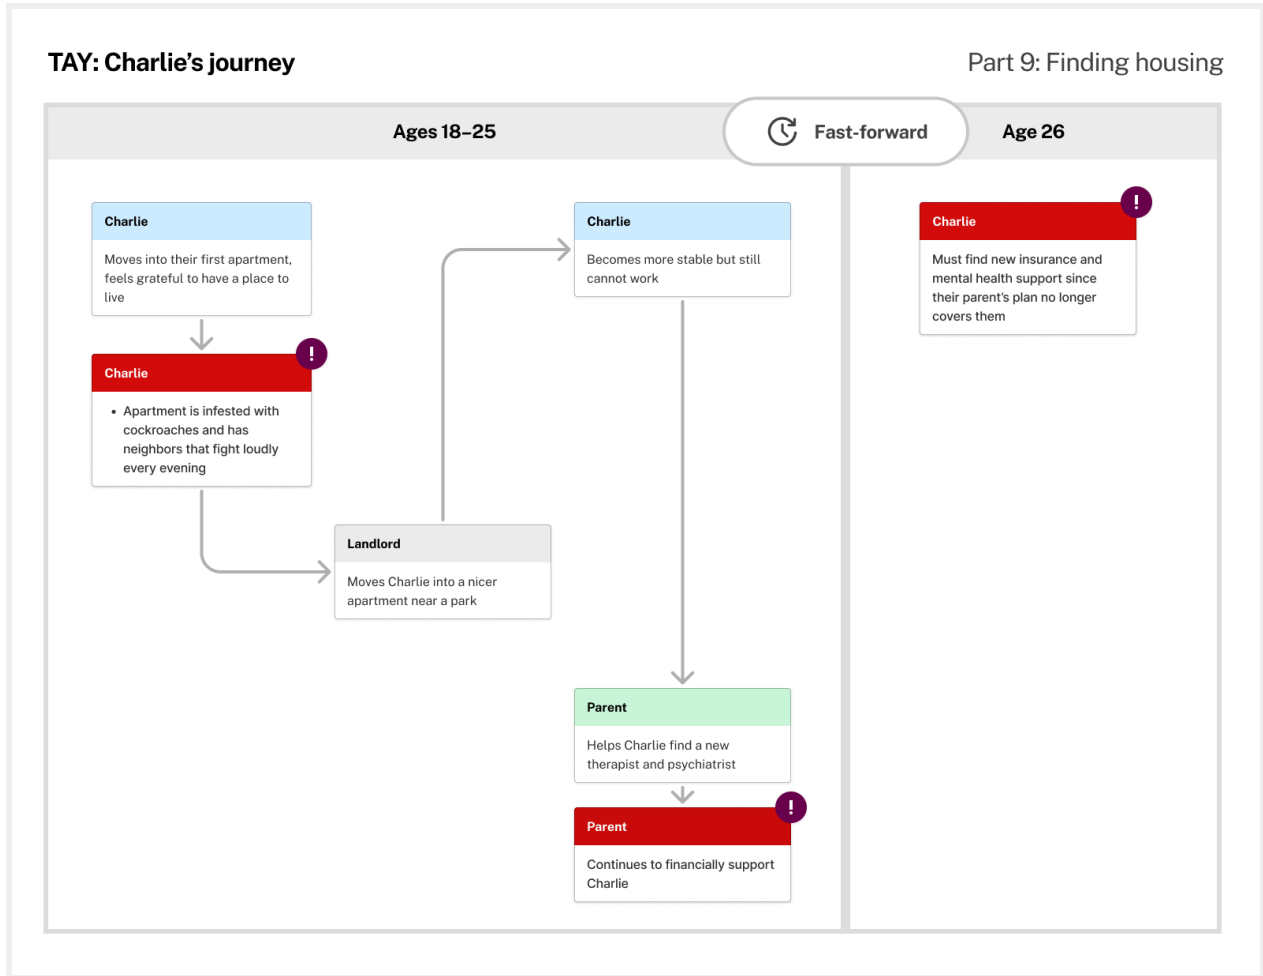 TAY: Charlie’s journey
Part 9: Finding housing
Ages 18–25
Fast-forward
Age 26
Charlie
Moves into their first apartment,
feels grateful to have a place to
live
!
Charlie
• Apartment is infested with
cockroaches and has
neighbors that fight loudly
every evening
Landlord
Moves Charlie into a nicer
apartment near a park
Charlie
Becomes more stable but still
cannot work
Parent
Helps Charlie find a new
therapist and psychiatrist
!
Parent
Continues to financially support
Charlie
!
Charlie
Must find new insurance and
mental health support since
their parent’s plan no longer
covers them